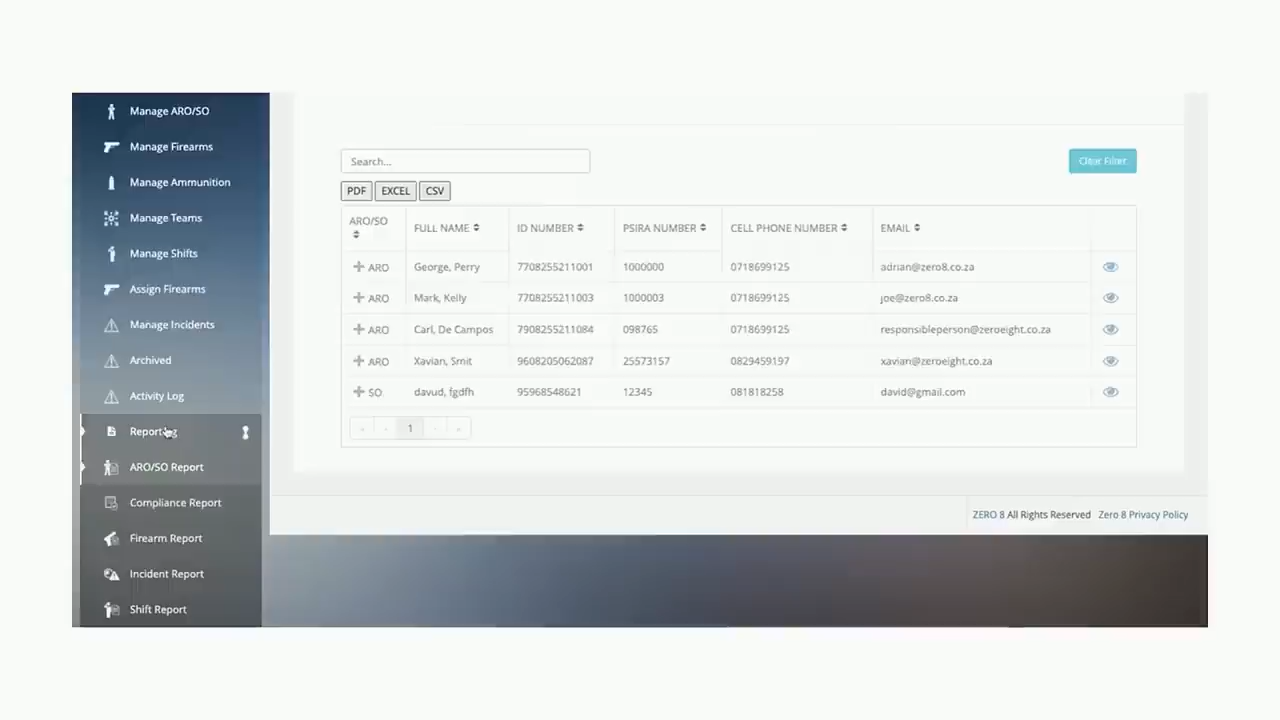 Manage ARO/SO
Manage Firearms
Manage Ammunition
Manage Teams
Manage Shifts
Assign Firearms
Manage Incidents
Archived
Activity Log
Reporting
ARO/SO Report
Compliance Report
Firearm Report
Incident Report
Shift Report
Search...
Clear Filter
PDF EXCEL CSV
ARO/SO FULL NAME ID NUMBER PSIRA NUMBER CELL PHONE NUMBER EMAIL
ARO George, Perry 7708255211001 1000000 0718699125 adrian@zero8.co.za
ARO Mark, Kelly 7708255211003 1000003 0718699125 joe@zero8.co.za
ARO Carl, De Campos 7908255211084 098765 0718699125 responsibleperson@zeroeight.co.za
ARO Xavian, Smit 9608205062087 25573157 0829459197 xavian@zeroeight.co.za
SO davud, fgdfh 95968548621 12345 081818258 david@gmail.com
1
ZERO 8 All Rights Reserved Zero 8 Privacy Policy